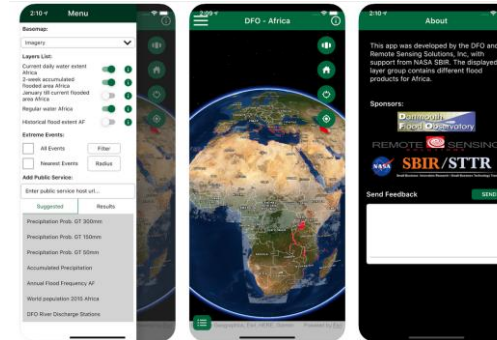 2:10
Menu
Basemap:
Imagery
Layers List:
Current daily water extent
Africa
2-week accumulated
flooded area Africa
January till current flooded
area Africa
Regular water Africa
Historical flood extent AF
Extreme Events:
All Events
Filter
Newest Events
Radius
Add Public Service:
Enter public service host url...
Suggested
Results
Precipitation Prob. GT 200mm
Precipitation Prob. GT 150mm
Precipitation Prob. GT 50mm
Accumulated Precipitation
Annual Flood Frequency AF
World population 2015 Africa
DFO River Discharge Stations
DFO - Africa
Powered by Esri
2:10
About
This app was developed by the DFO and
Remote Sensing Solutions, Inc, with
support from NASA SBIR. The displayed
layer group contains different flood
products for Africa.
Sponsors:
Dartmouth
Flood Observatory
REMOTE SENSING
NASA SBIR/STTR
Send Feedback
SEND